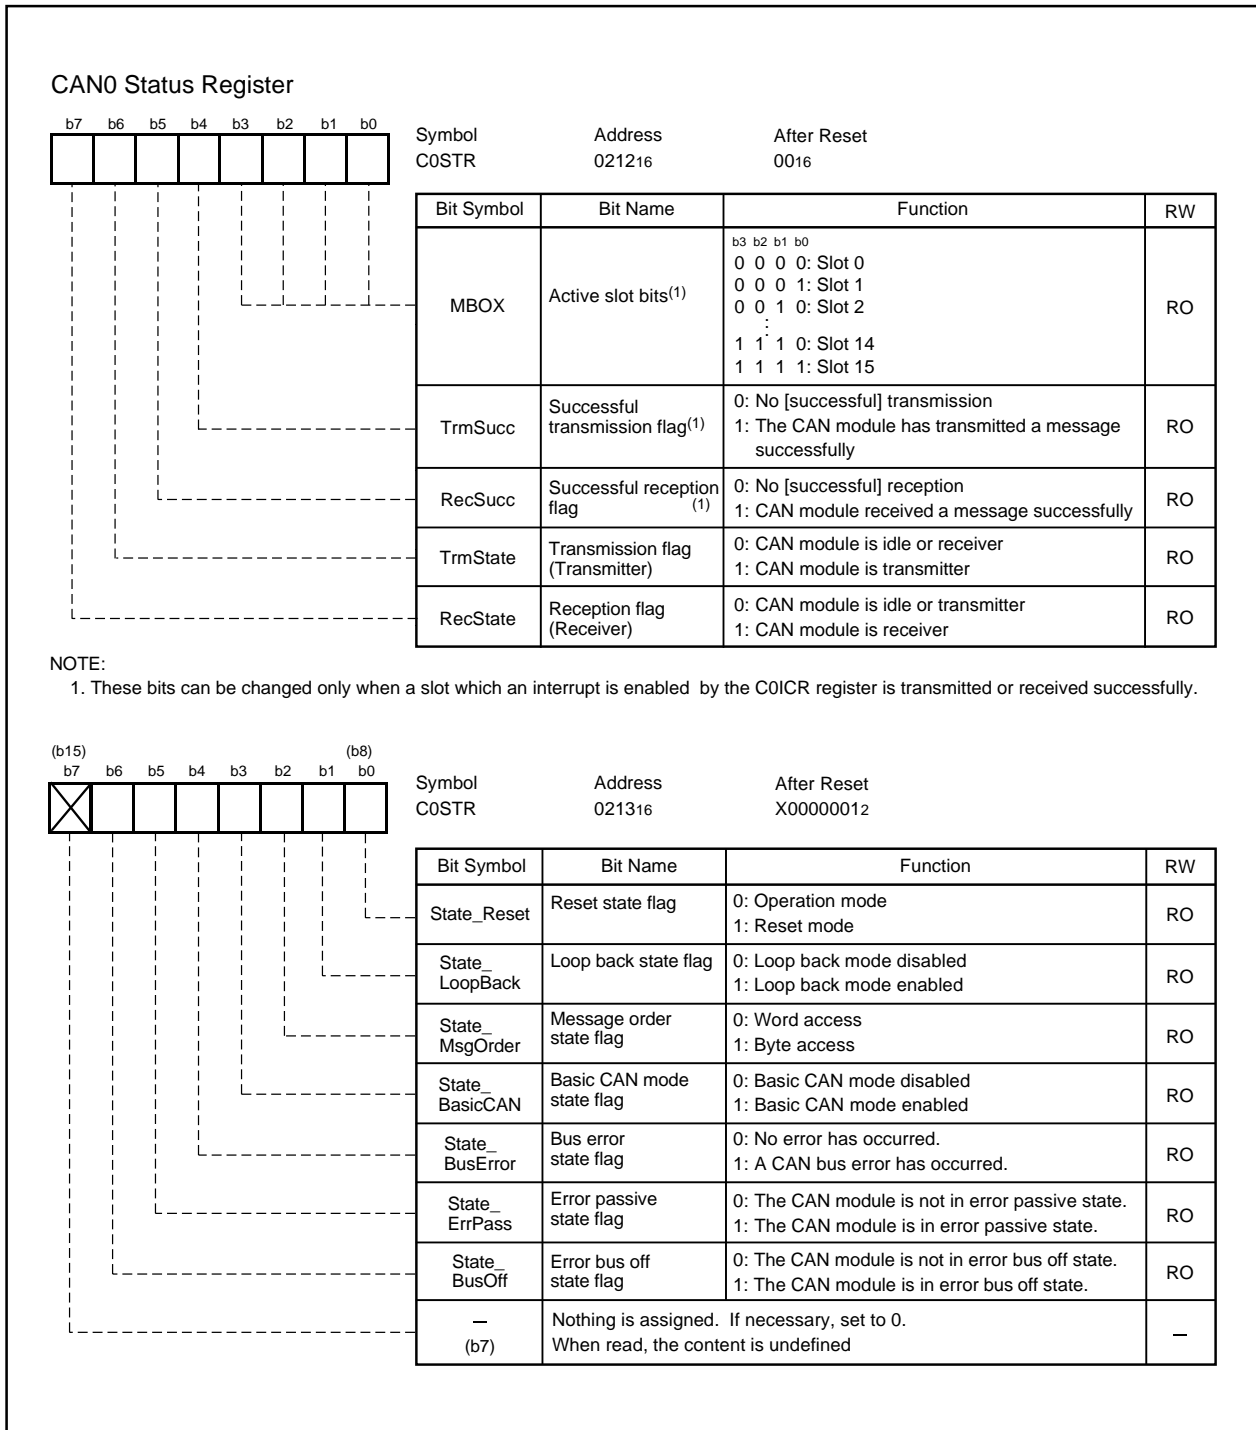 CAN0 Status Register
b7 b6 b5 b4 b3 b2 b1 b0
Symbol Address After Reset
C0STR 021216 0016
Bit Symbol Bit Name Function RW
MBOX Active slot bits(1) RO
b3 b2 b1 b0
0 0 0 0: Slot 0
0 0 0 1: Slot 1
0 0 1 0: Slot 2
:
1 1 1 0: Slot 14
1 1 1 1: Slot 15
TrmSucc
Successful
transmission flag(1)
0: No [successful] transmission
1: The CAN module has transmitted a message
successfully
RO
RecSucc
Successful reception
flag (1)
0: No [successful] reception
1: CAN module received a message successfully
RO
TrmState
Transmission flag
(Transmitter)
0: CAN module is idle or receiver
1: CAN module is transmitter
RO
RecState
Reception flag
(Receiver)
0: CAN module is idle or transmitter
1: CAN module is receiver
RO
NOTE:
1. These bits can be changed only when a slot which an interrupt is enabled by the C0ICR register is transmitted or received successfully.
(b15) (b8)
b7 b6 b5 b4 b3 b2 b1 b0
Symbol Address After Reset
C0STR 021316 X00000012
Bit Symbol Bit Name Function RW
State_Reset
Reset state flag
0: Operation mode
1: Reset mode
RO
State_
LoopBack
Loop back state flag
0: Loop back mode disabled
1: Loop back mode enabled
RO
State_
MsgOrder
Message order
state flag
0: Word access
1: Byte access
RO
State_
BasicCAN
Basic CAN mode
state flag
0: Basic CAN mode disabled
1: Basic CAN mode enabled
RO
State_
BusError
Bus error
state flag
0: No error has occurred.
1: A CAN bus error has occurred.
RO
State_
ErrPass
Error passive
state flag
0: The CAN module is not in error passive state.
1: The CAN module is in error passive state.
RO
State_
BusOff
Error bus off
state flag
0: The CAN module is not in error bus off state.
1: The CAN module is in error bus off state.
RO
—
(b7)
Nothing is assigned. If necessary, set to 0.
When read, the content is undefined
—